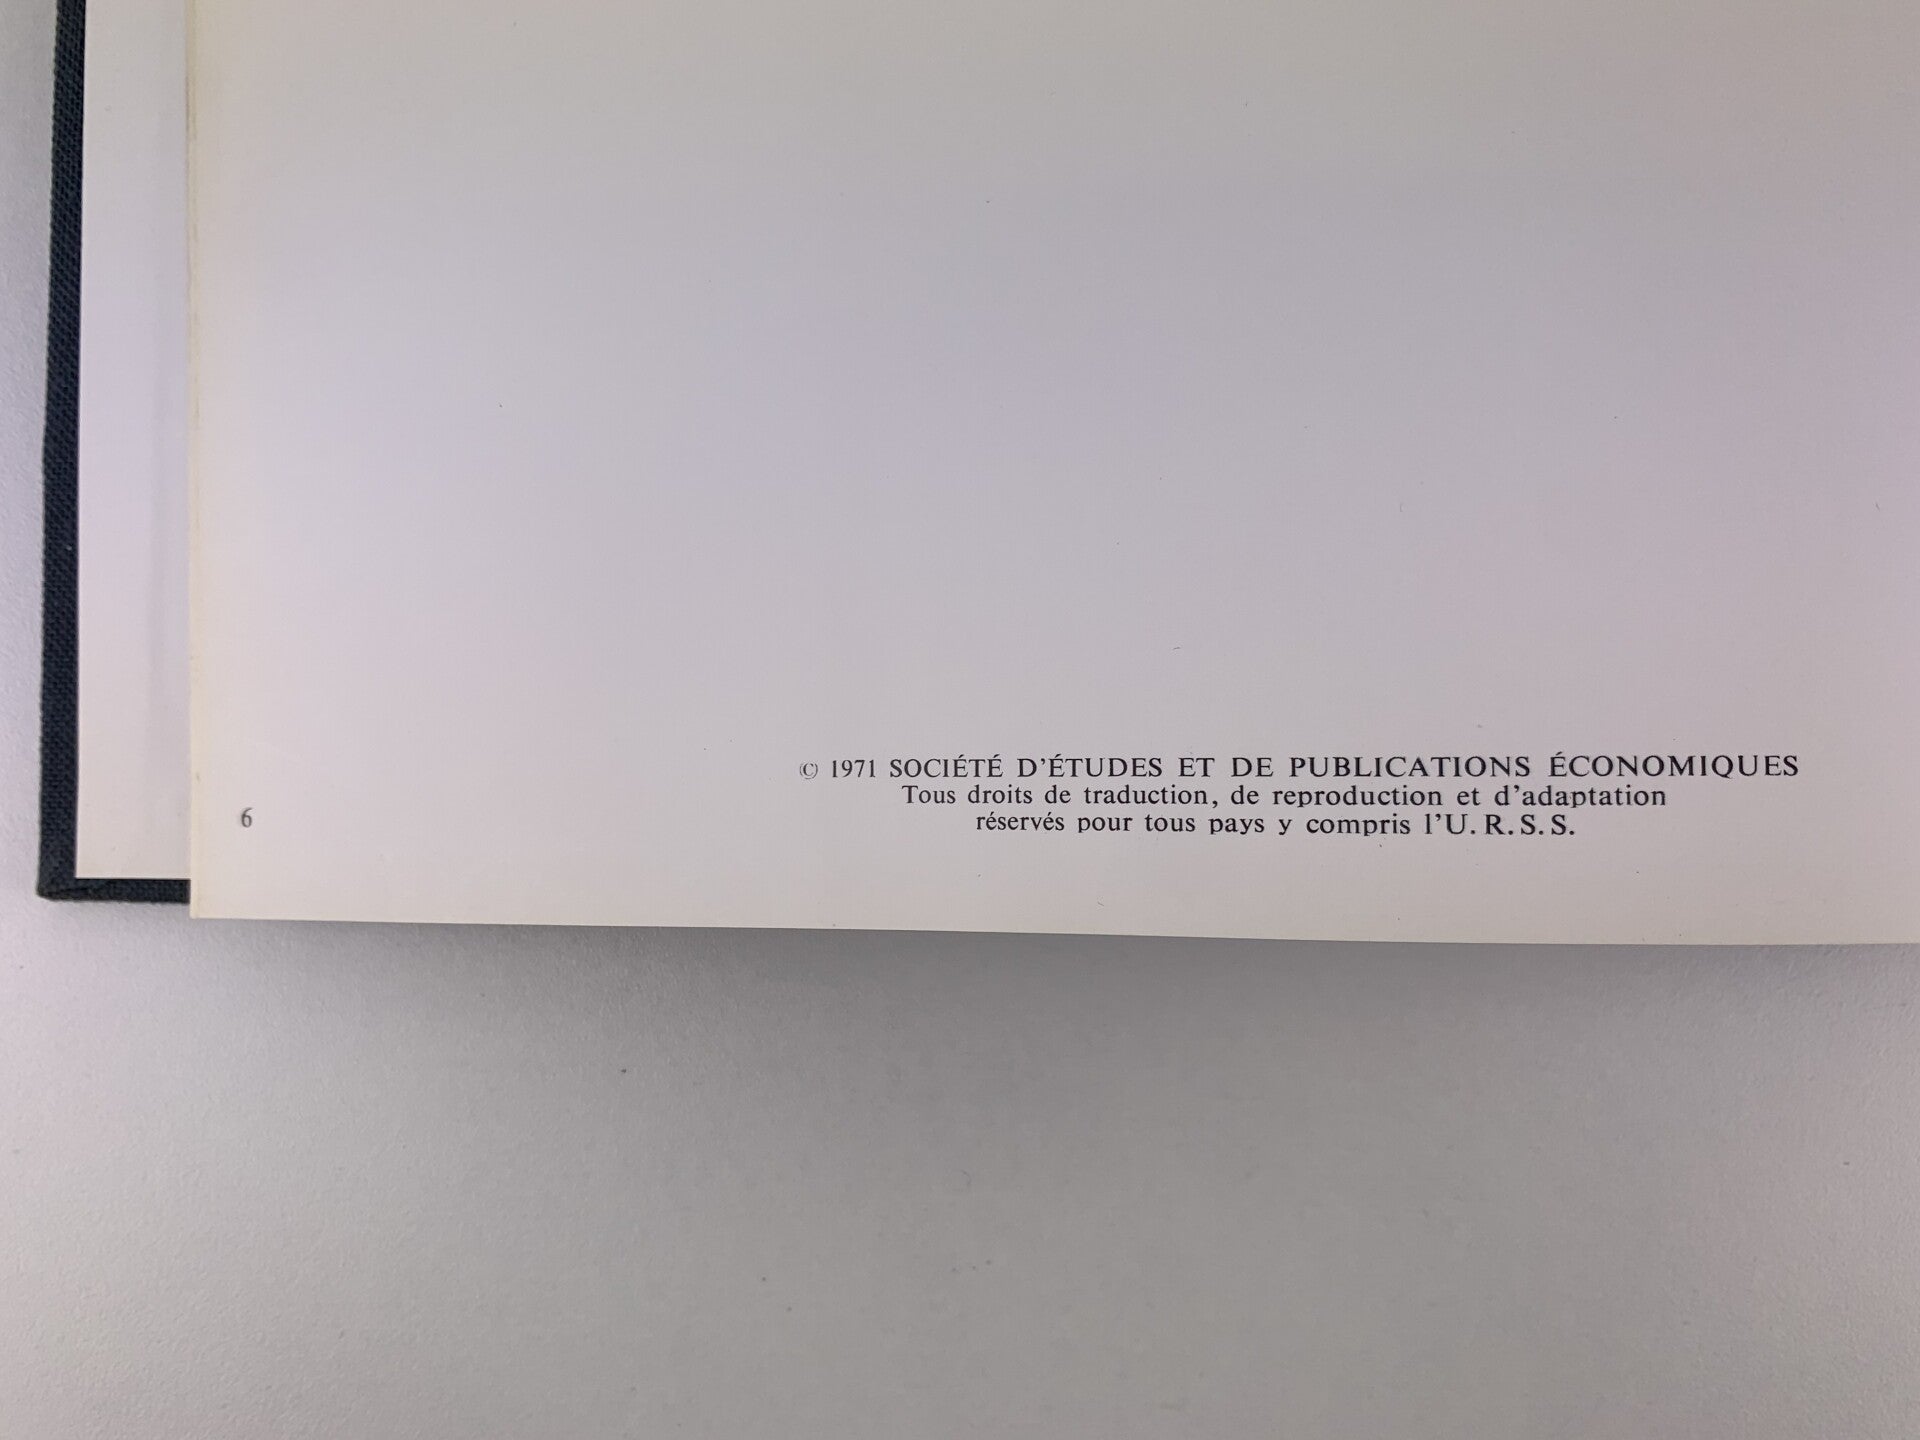 © 1971 SOCIÉTÉ D'ÉTUDES ET DE PUBLICATIONS ÉCONOMIQUES
Tous droits de traduction, de reproduction et d'adaptation
réservés pour tous pays y compris l'U. R. S. S.
6